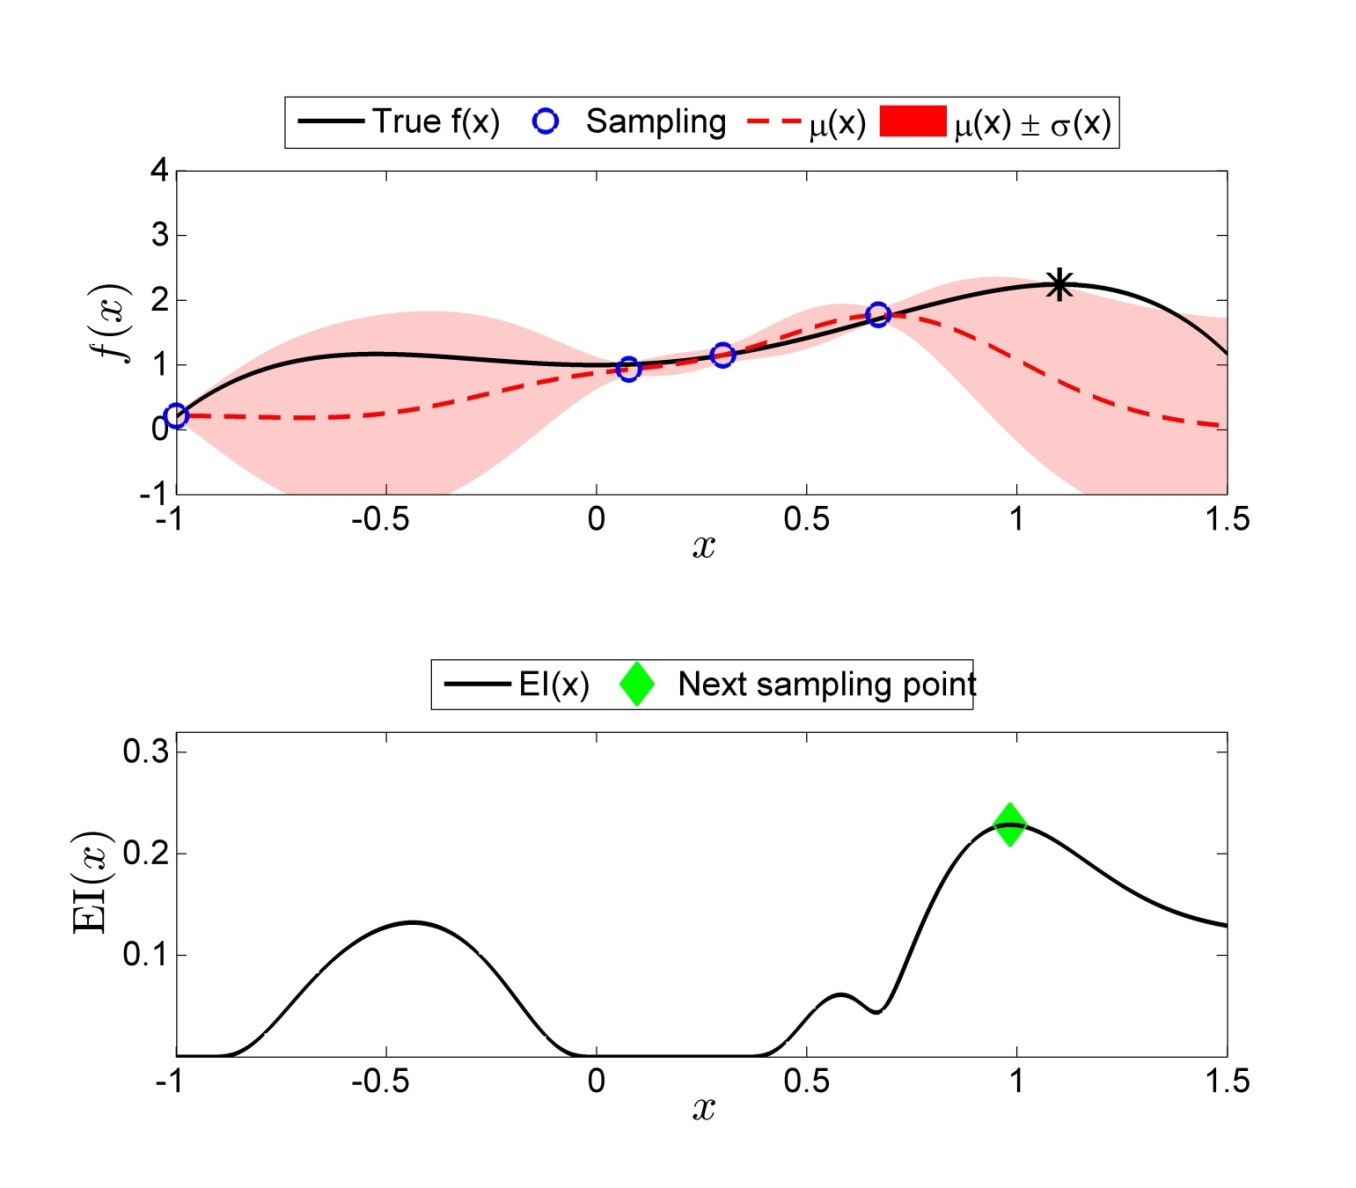 True f(x) Sampling μ(x) μ(x) ± σ(x)
4
3
2
1
0
-1
f(x)
-1 -0.5 0 0.5 1 1.5
x
EI(x) Next sampling point
0.3
0.2
0.1
EI(x)
-1 -0.5 0 0.5 1 1.5
x